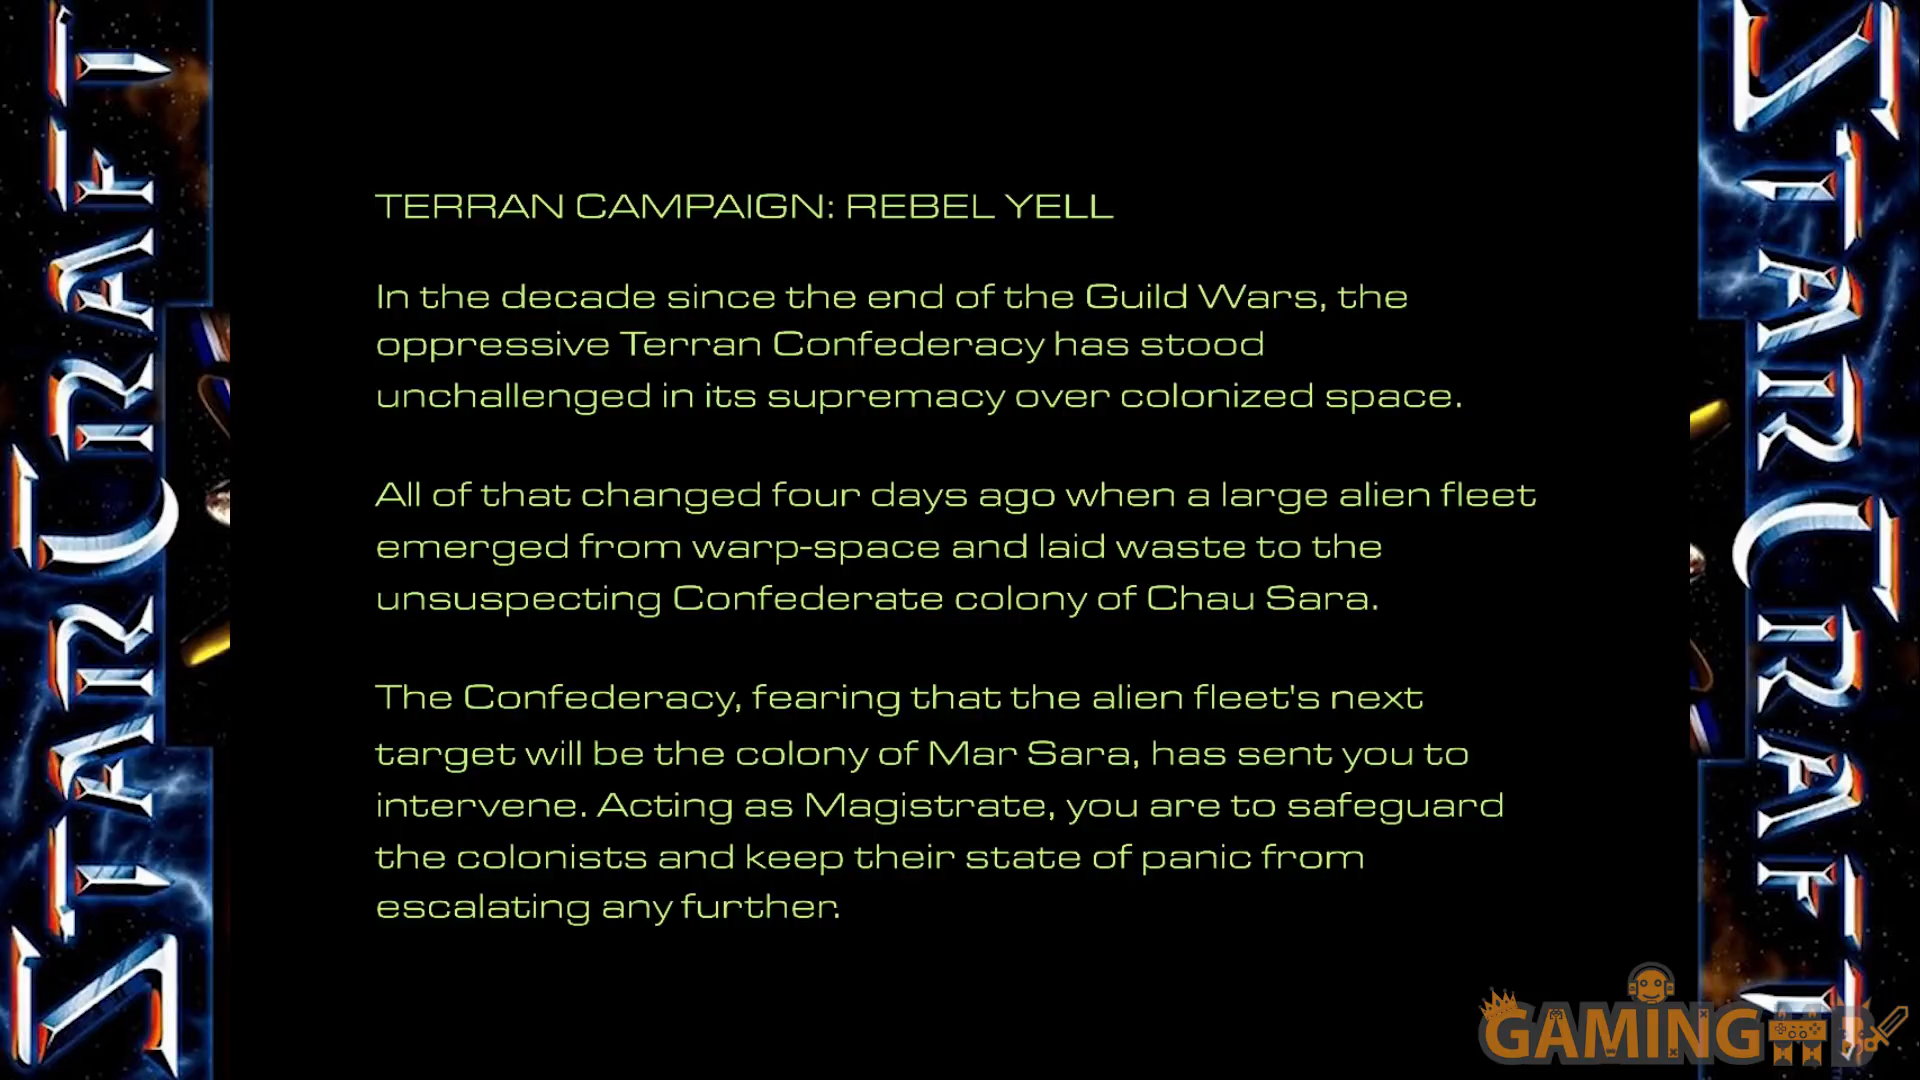 STARCRAFT
TERRAN CAMPAIGN: REBEL YELL
In the decade since the end of the Guild Wars, the
oppressive Terran Confederacy has stood
unchallenged in its supremacy over colonized space.
All of that changed four days ago when a large alien fleet
emerged from warp-space and laid waste to the
unsuspecting Confederate colony of Chau Sara.
The Confederacy, fearing that the alien fleet's next
target will be the colony of Mar Sara, has sent you to
intervene. Acting as Magistrate, you are to safeguard
the colonists and keep their state of panic from
escalating any further.
STARCRAFT
GAMING